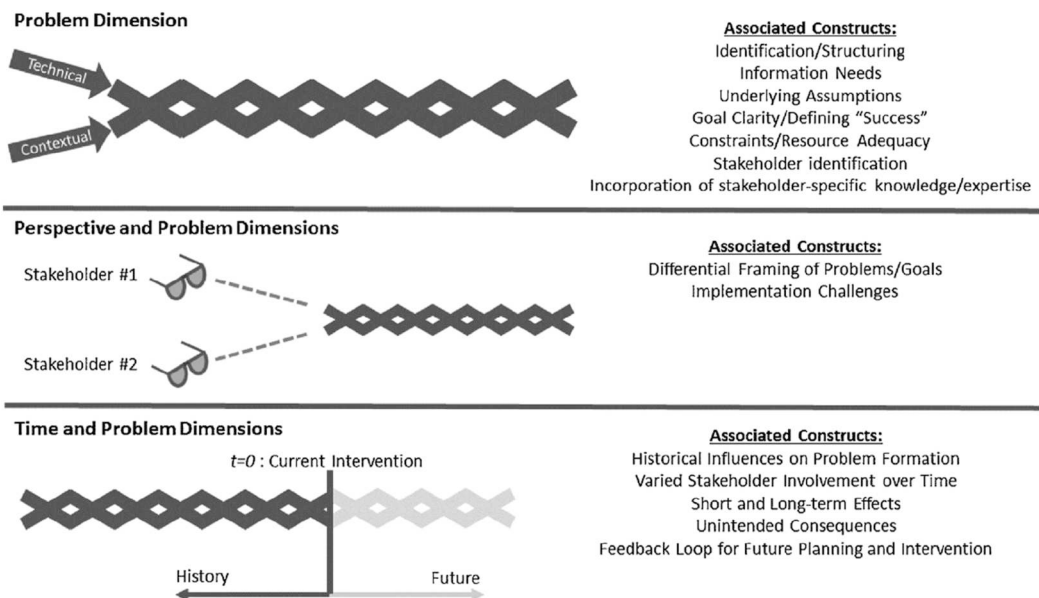 Problem Dimension
Technical
Contextual
Associated Constructs:
Identification/Structuring
Information Needs
Underlying Assumptions
Goal Clarity/Defining “Success”
Constraints/Resource Adequacy
Stakeholder identification
Incorporation of stakeholder-specific knowledge/expertise
Perspective and Problem Dimensions
Stakeholder #1
Stakeholder #2
Associated Constructs:
Differential Framing of Problems/Goals
Implementation Challenges
Time and Problem Dimensions
t=0 : Current Intervention
History
Future
Associated Constructs:
Historical Influences on Problem Formation
Varied Stakeholder Involvement over Time
Short and Long-term Effects
Unintended Consequences
Feedback Loop for Future Planning and Intervention